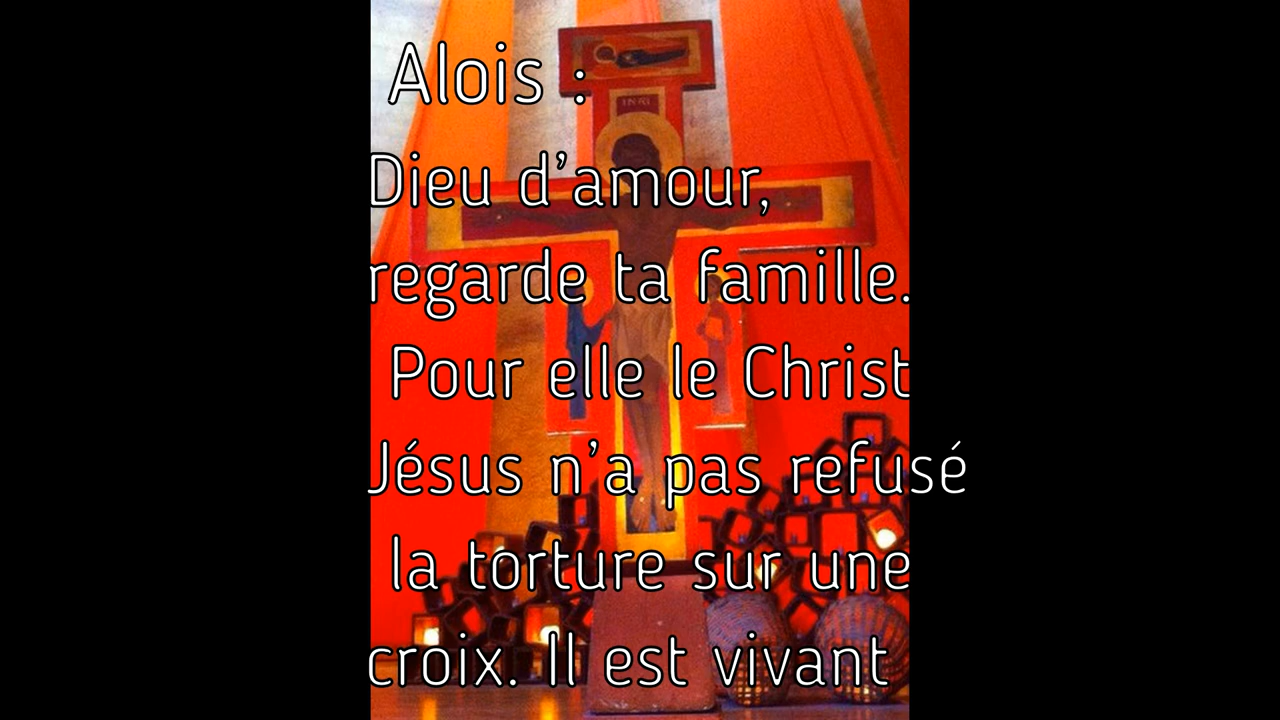 Alois :
Dieu d’amour,
regarde ta famille.
Pour elle le Christ
Jésus n’a pas refusé
la torture sur une
croix. Il est vivant